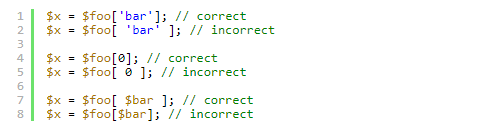 1 $x = $foo['bar']; // correct
2 $x = $foo[ 'bar' ]; // incorrect
3
4 $x = $foo[0]; // correct
5 $x = $foo[ 0 ]; // incorrect
6
7 $x = $foo[ $bar ]; // correct
8 $x = $foo[$bar]; // incorrect